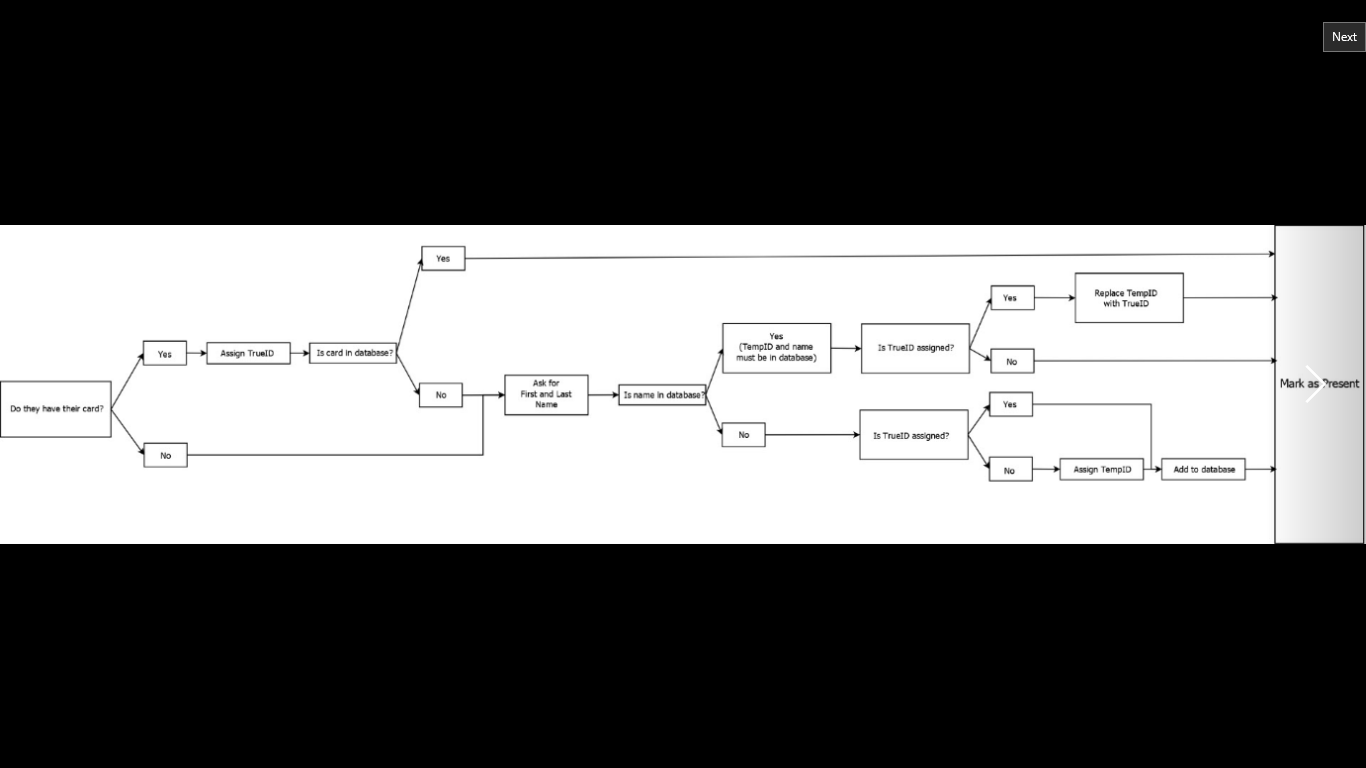 Next
Do they have their card?
Yes
Assign TrueID
Is card in database?
Yes
No
No
Ask for
First and Last
Name
Is name in database?
Yes
(TempID and name
must be in database)
Is TrueID assigned?
Yes
Replace TempID
with TrueID
No
No
Is TrueID assigned?
Yes
No
Assign TempID
Add to database
Mark as Present